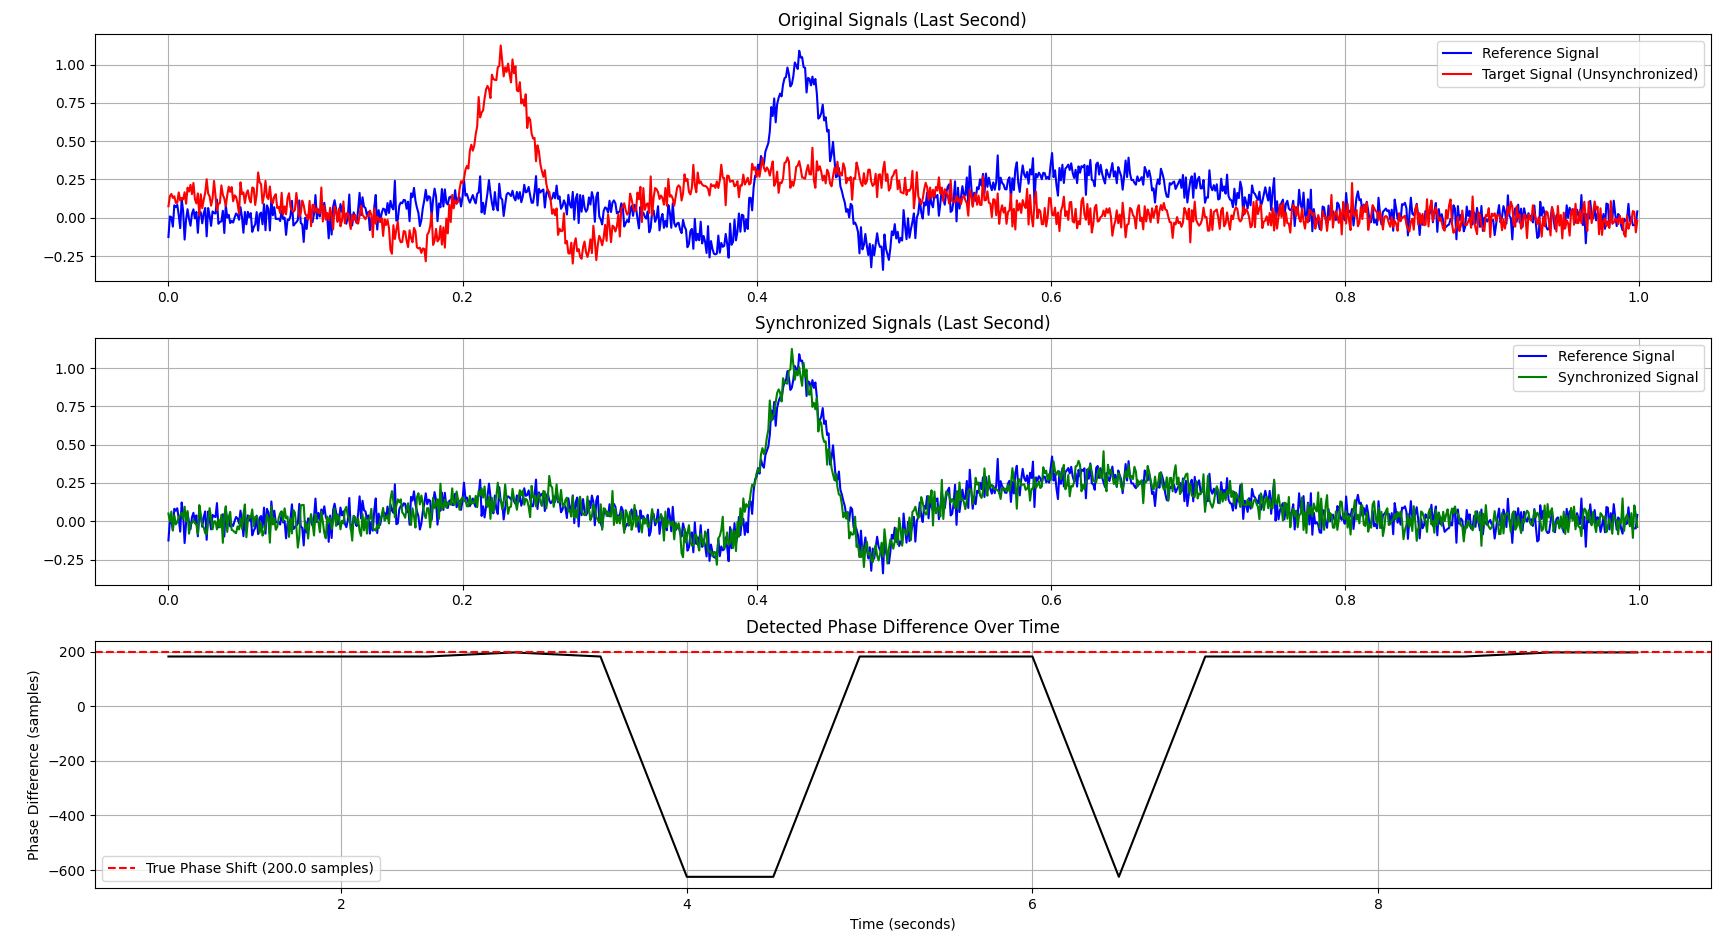 Original Signals (Last Second)
Reference Signal
Target Signal (Unsynchronized)
1.00
0.75
0.50
0.25
0.00
−0.25
0.0 0.2 0.4 0.6 0.8 1.0
Synchronized Signals (Last Second)
Reference Signal
Synchronized Signal
1.00
0.75
0.50
0.25
0.00
−0.25
0.0 0.2 0.4 0.6 0.8 1.0
Detected Phase Difference Over Time
Phase Difference (samples)
200
0
−200
−400
−600
True Phase Shift (200.0 samples)
2 4 6 8
Time (seconds)